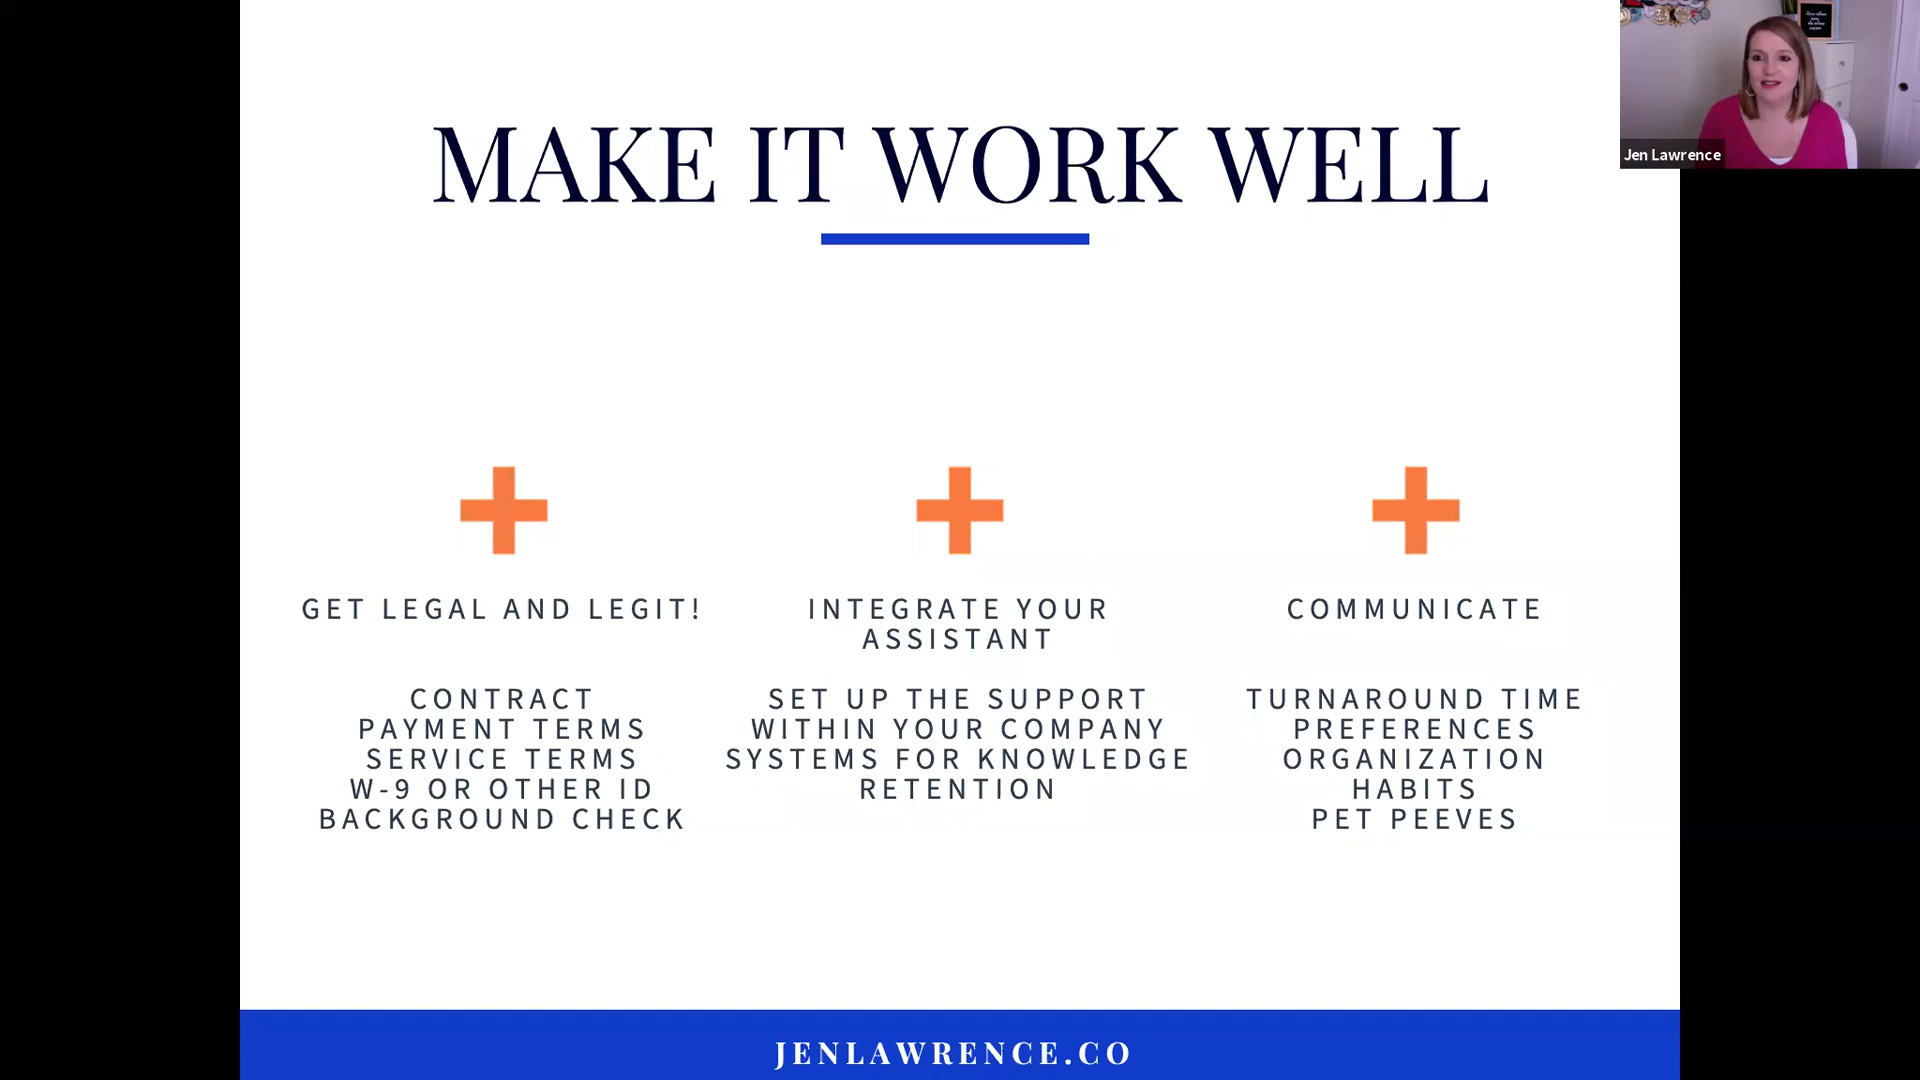 MAKE IT WORK WELL
Jen Lawrence
GET LEGAL AND LEGIT!
CONTRACT
PAYMENT TERMS
SERVICE TERMS
W-9 OR OTHER ID
BACKGROUND CHECK
INTEGRATE YOUR
ASSISTANT
SET UP THE SUPPORT
WITHIN YOUR COMPANY
SYSTEMS FOR KNOWLEDGE
RETENTION
COMMUNICATE
TURNAROUND TIME
PREFERENCES
ORGANIZATION
HABITS
PET PEEVES
JENLAWRENCE.CO